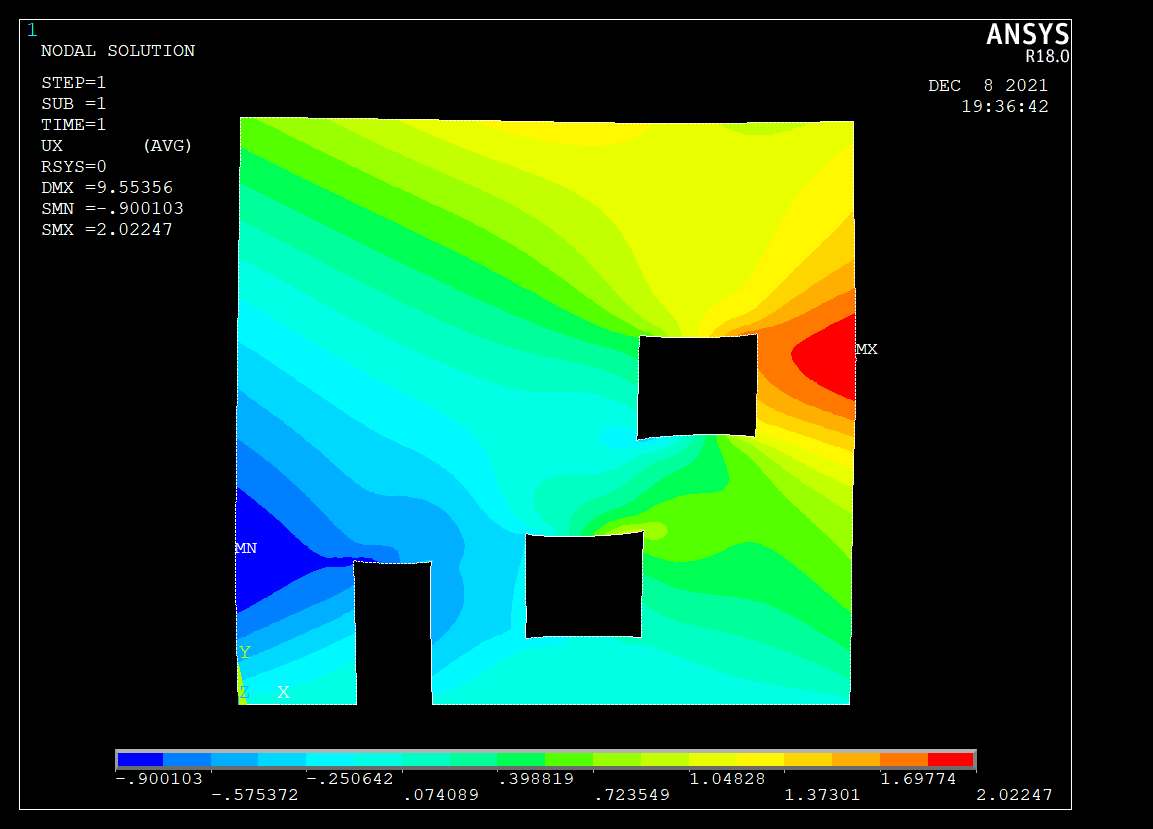 1
ANSYS
R18.0
NODAL SOLUTION
STEP=1
SUB =1
TIME=1
UX (AVG)
RSYS=0
DMX =9.55356
SMN =-.900103
SMX =2.02247
DEC 8 2021
19:36:42
MX
MN
Y
Z X
-.900103 -.250642 .398819 1.04828 1.69774
-.575372 .074089 .723549 1.37301 2.02247